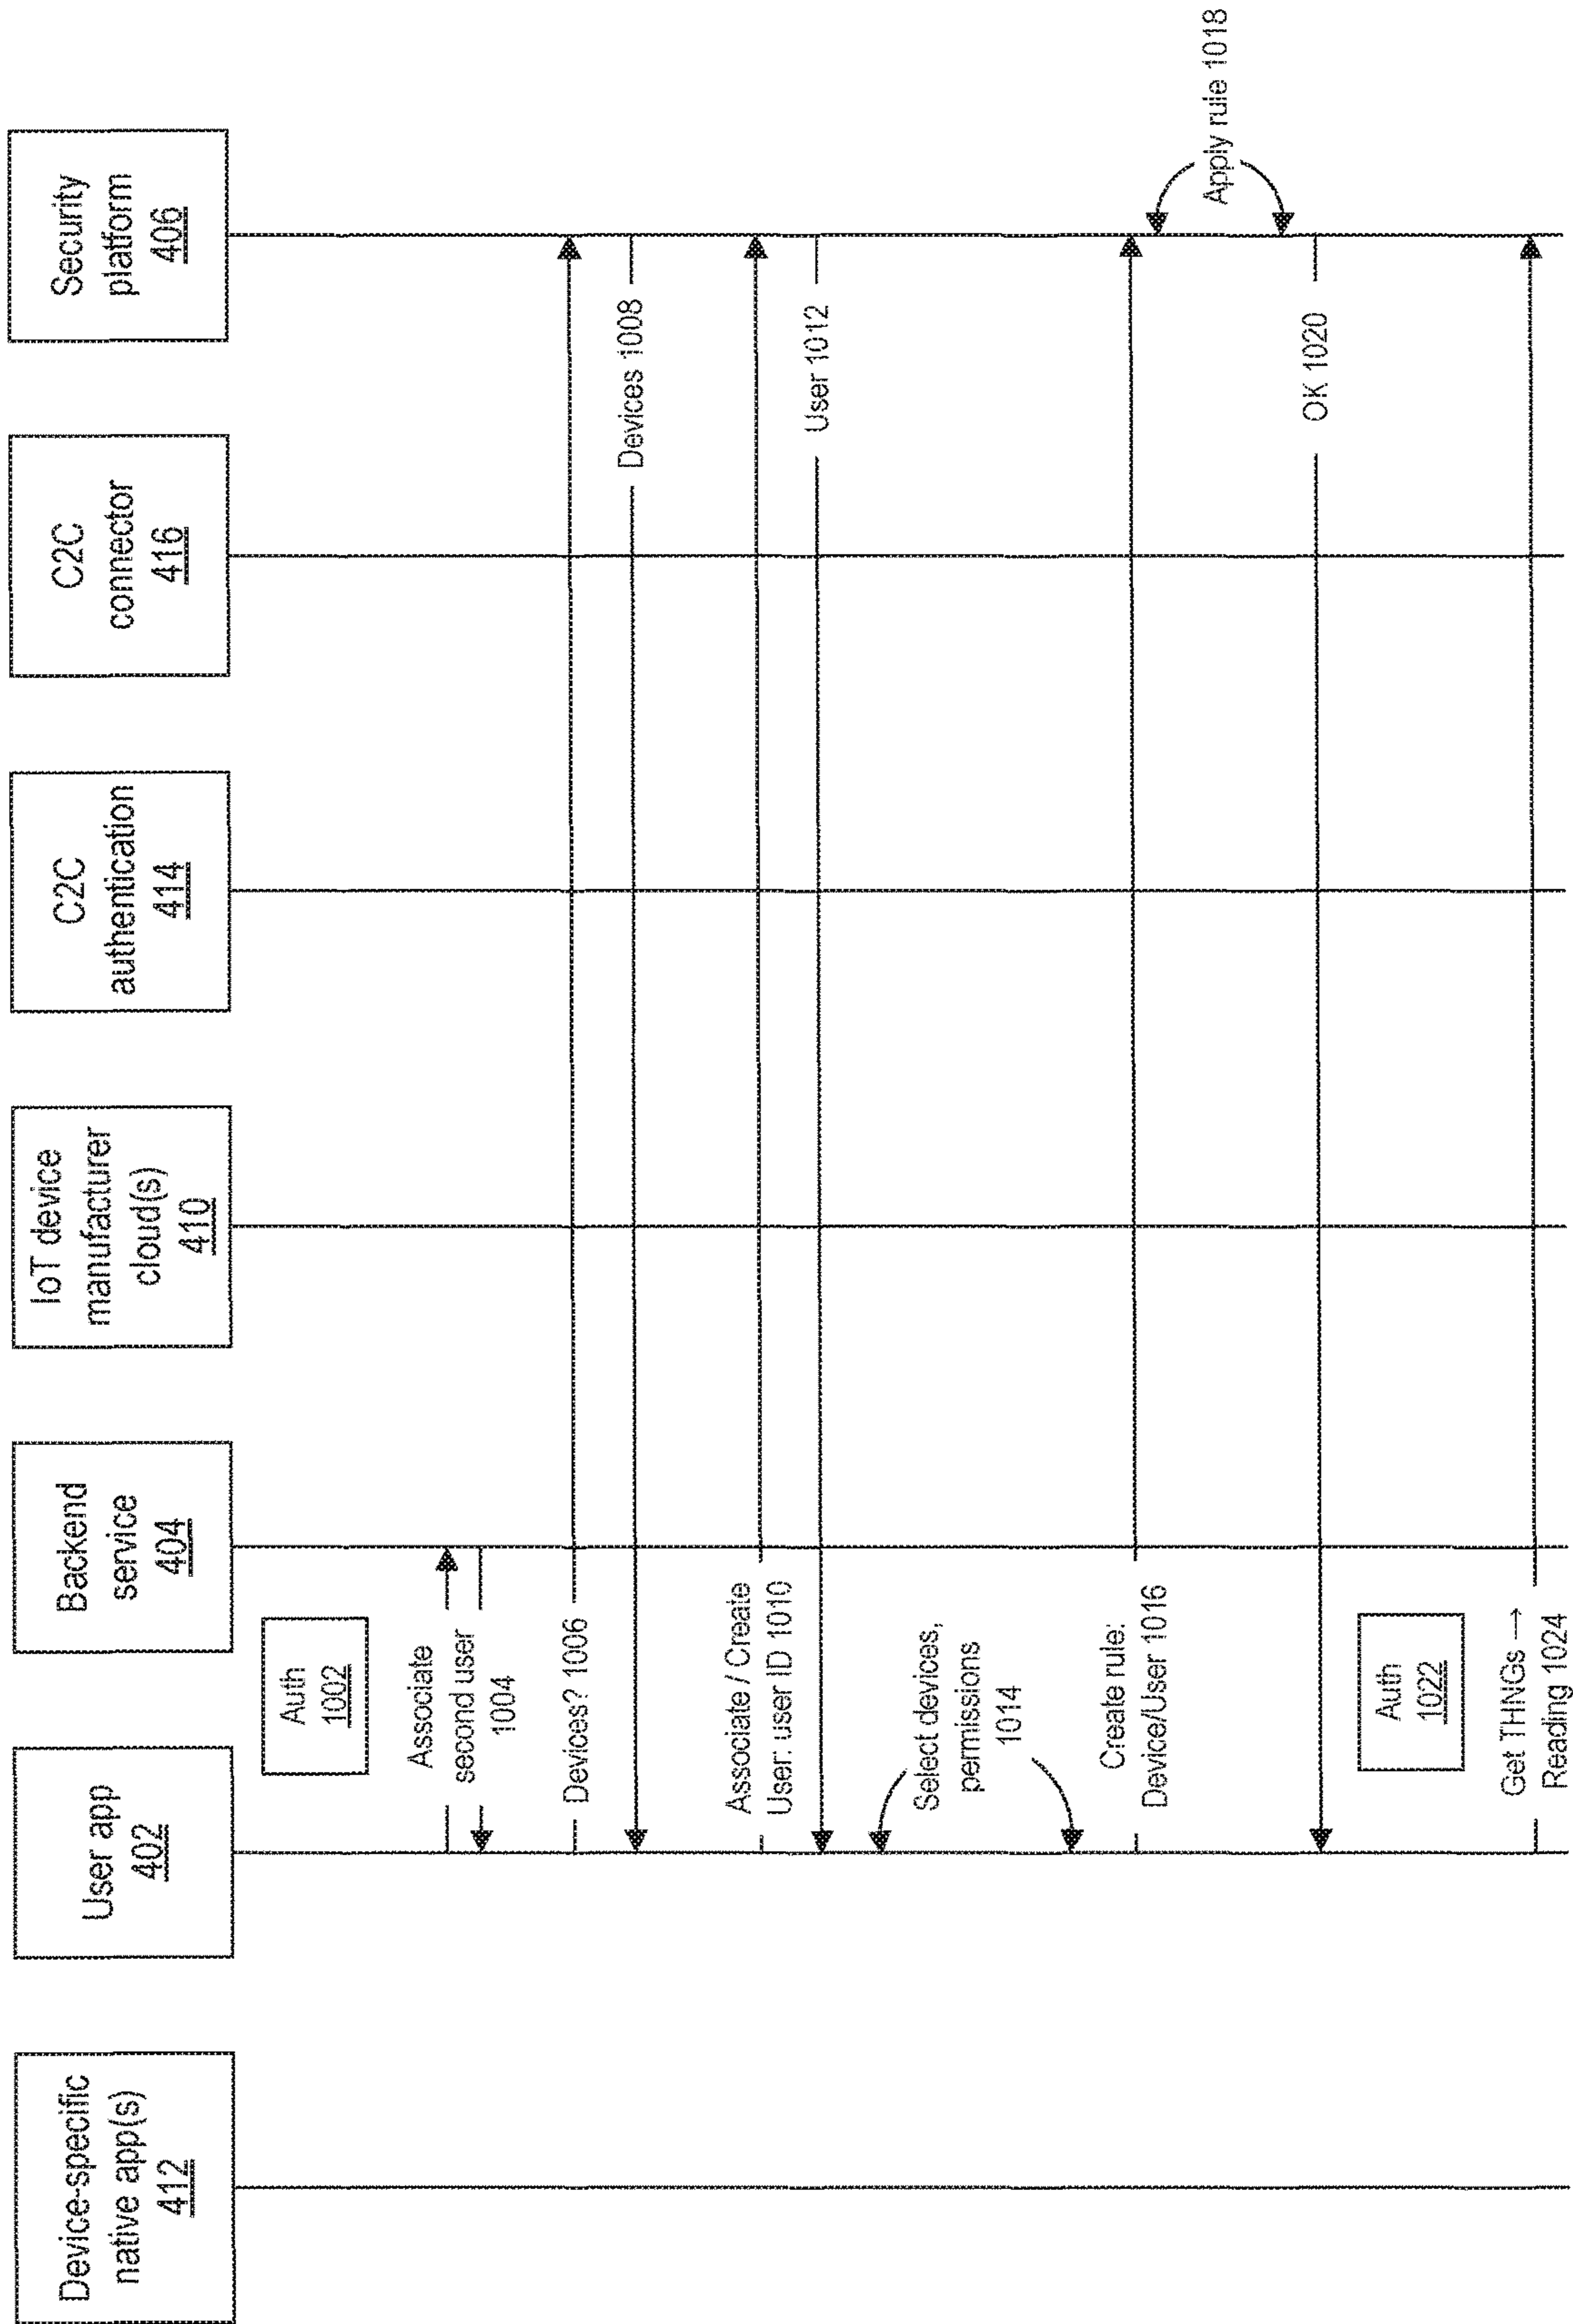 Device-specific
native app(s)
412
User app
402
Backend
service
404
IoT device
manufacturer
cloud(s)
410
C2C
authentication
414
C2C
connector
416
Security
platform
406
Auth
1002
Associate
second user
1004
Devices? 1006
Devices 1008
Associate / Create
User: user ID 1010
User 1012
Select devices,
permissions
1014
Create rule:
Device/User 1016
Apply rule 1018
OK 1020
Auth
1022
Get THNGs →
Reading 1024